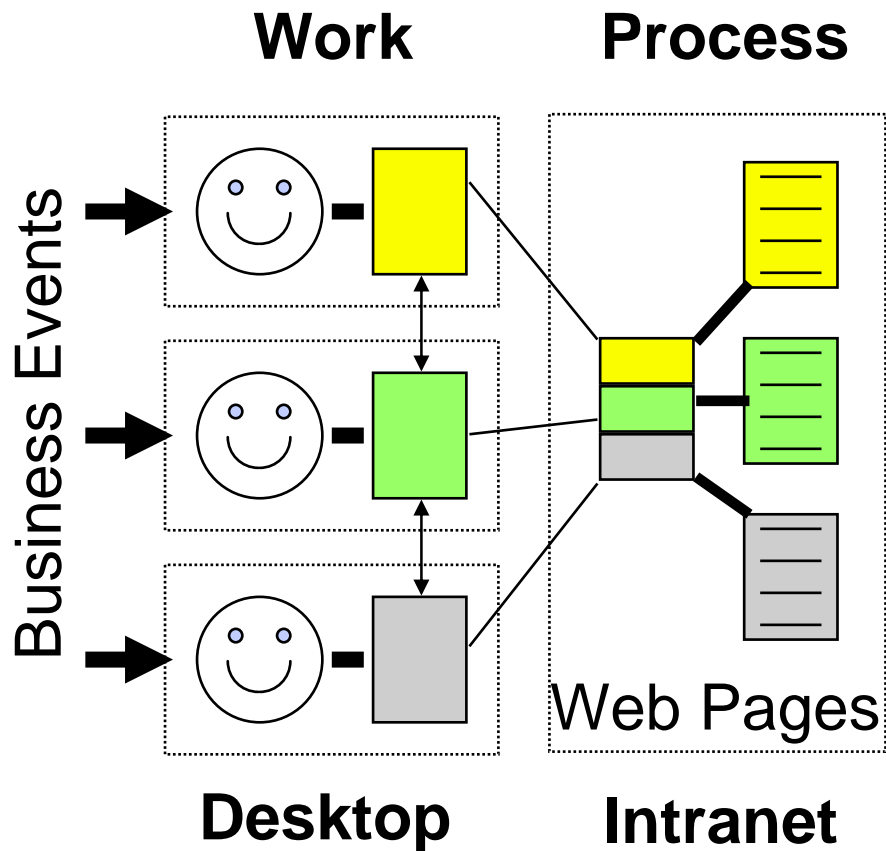 Work
Process
Business Events
Web Pages
Desktop
Intranet